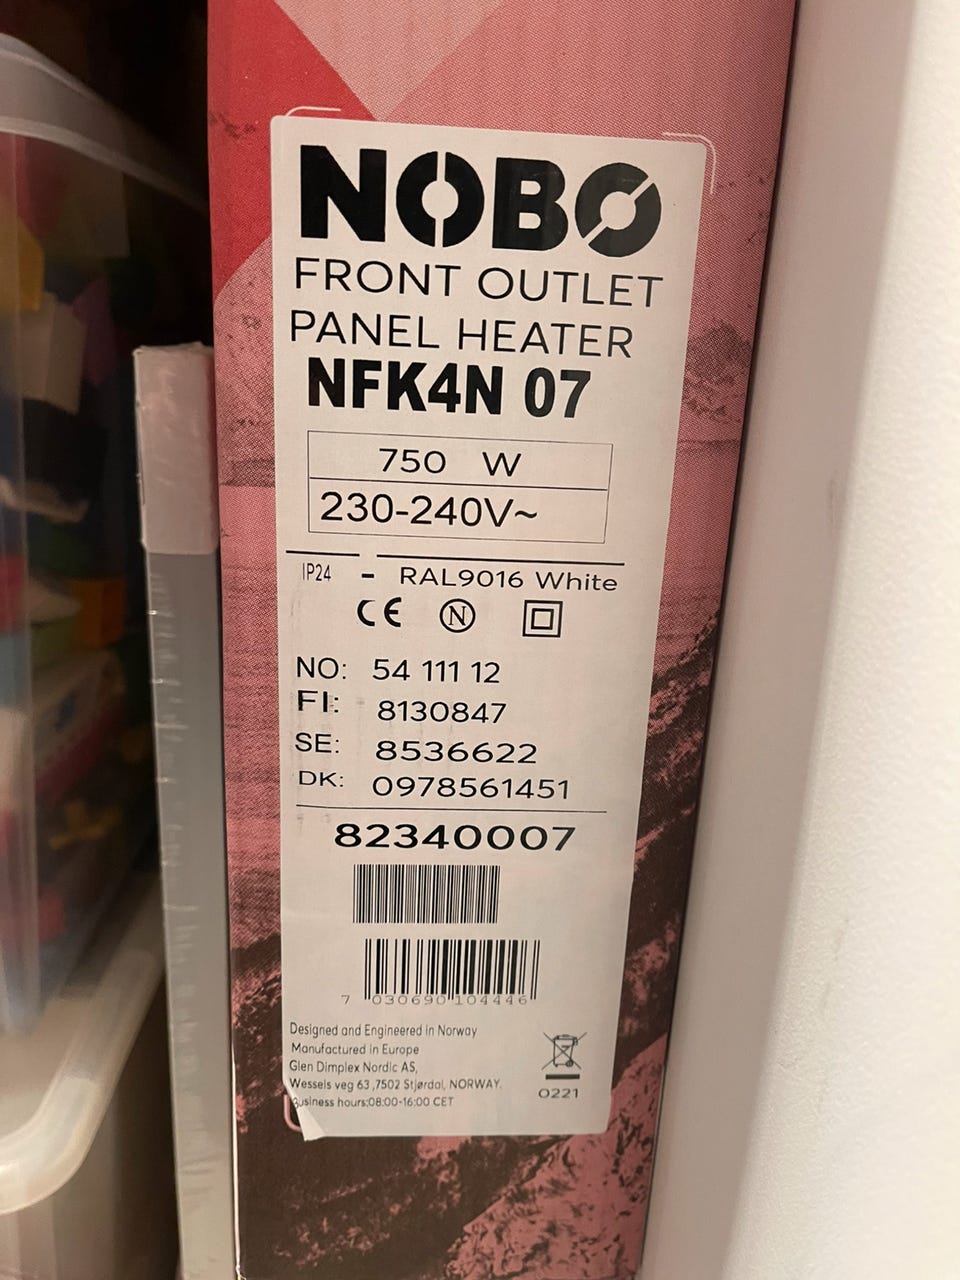 NOBØ
FRONT OUTLET
PANEL HEATER
NFK4N 07
750 W
230-240V~
IP24 - RAL9016 White
CE N
NO: 54 111 12
FI: 8130847
SE: 8536622
DK: 0978561451
82340007
7 030690 104446
Designed and Engineered in Norway
Manufactured in Europe
Glen Dimplex Nordic AS,
Wessels veg 63 ,7502 Stjørdal, NORWAY.
Business hours:08:00-16:00 CET
0221